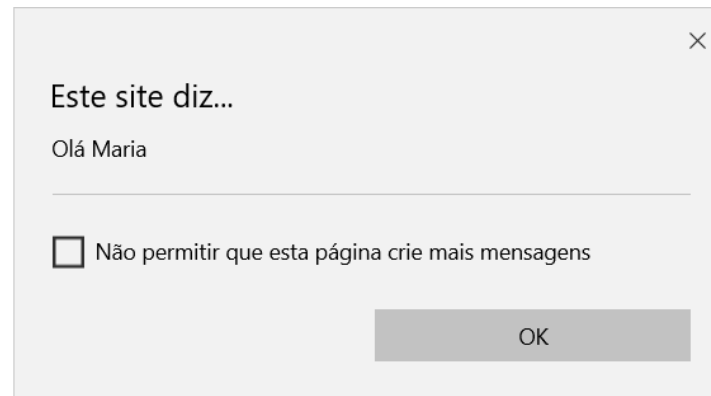 Este site diz...
Olá Maria
Não permitir que esta página crie mais mensagens
OK